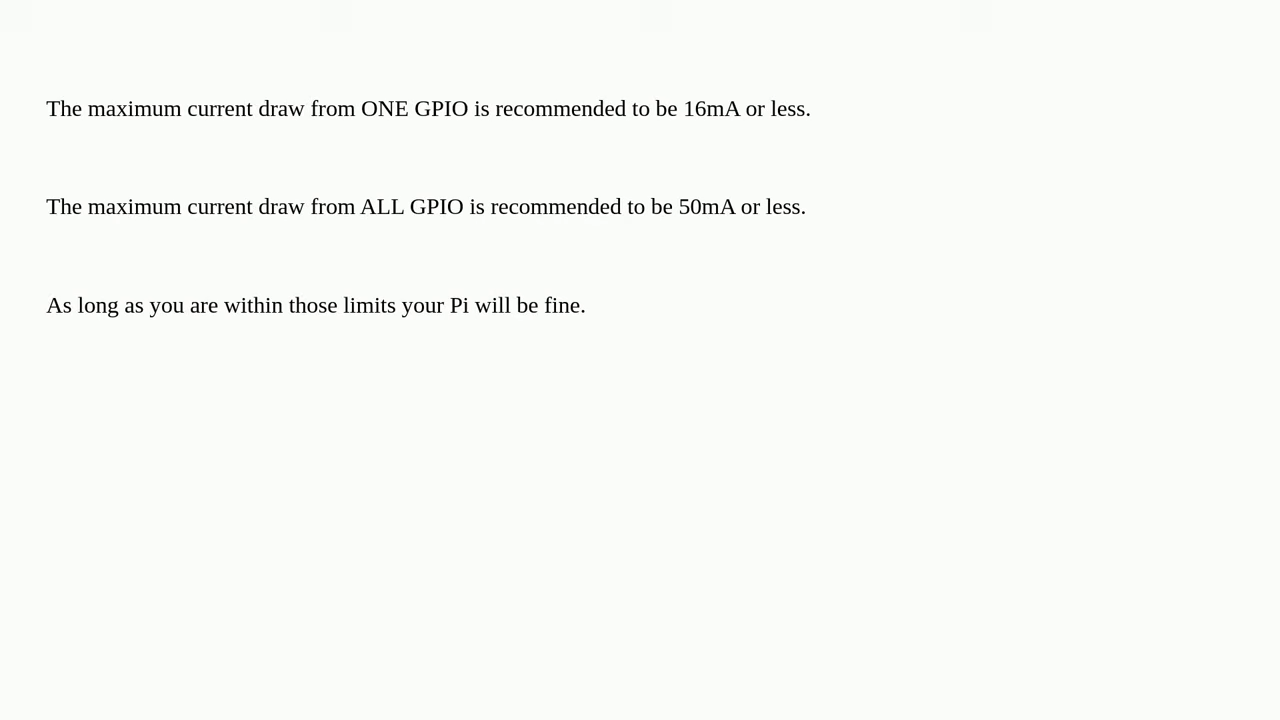 The maximum current draw from ONE GPIO is recommended to be 16mA or less.
The maximum current draw from ALL GPIO is recommended to be 50mA or less.
As long as you are within those limits your Pi will be fine.